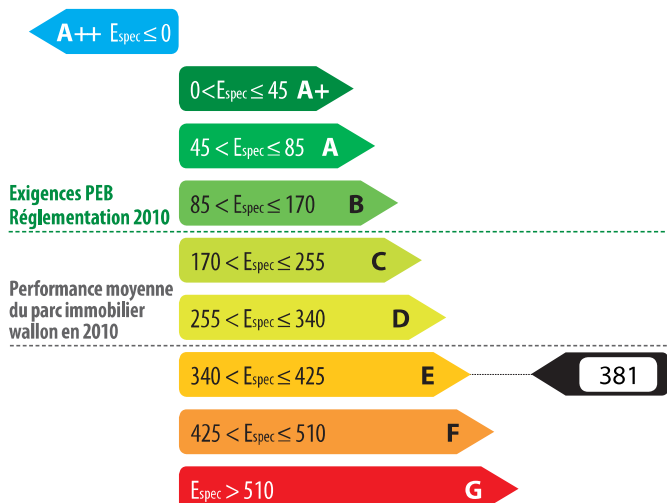 A++ Espec ≤ 0
0 < Espec ≤ 45 A+
45 < Espec ≤ 85 A
Exigences PEB
Réglementation 2010
85 < Espec ≤ 170 B
170 < Espec ≤ 255 C
Performance moyenne
du parc immobilier
wallon en 2010
255 < Espec ≤ 340 D
340 < Espec ≤ 425 E
381
425 < Espec ≤ 510 F
Espec > 510 G